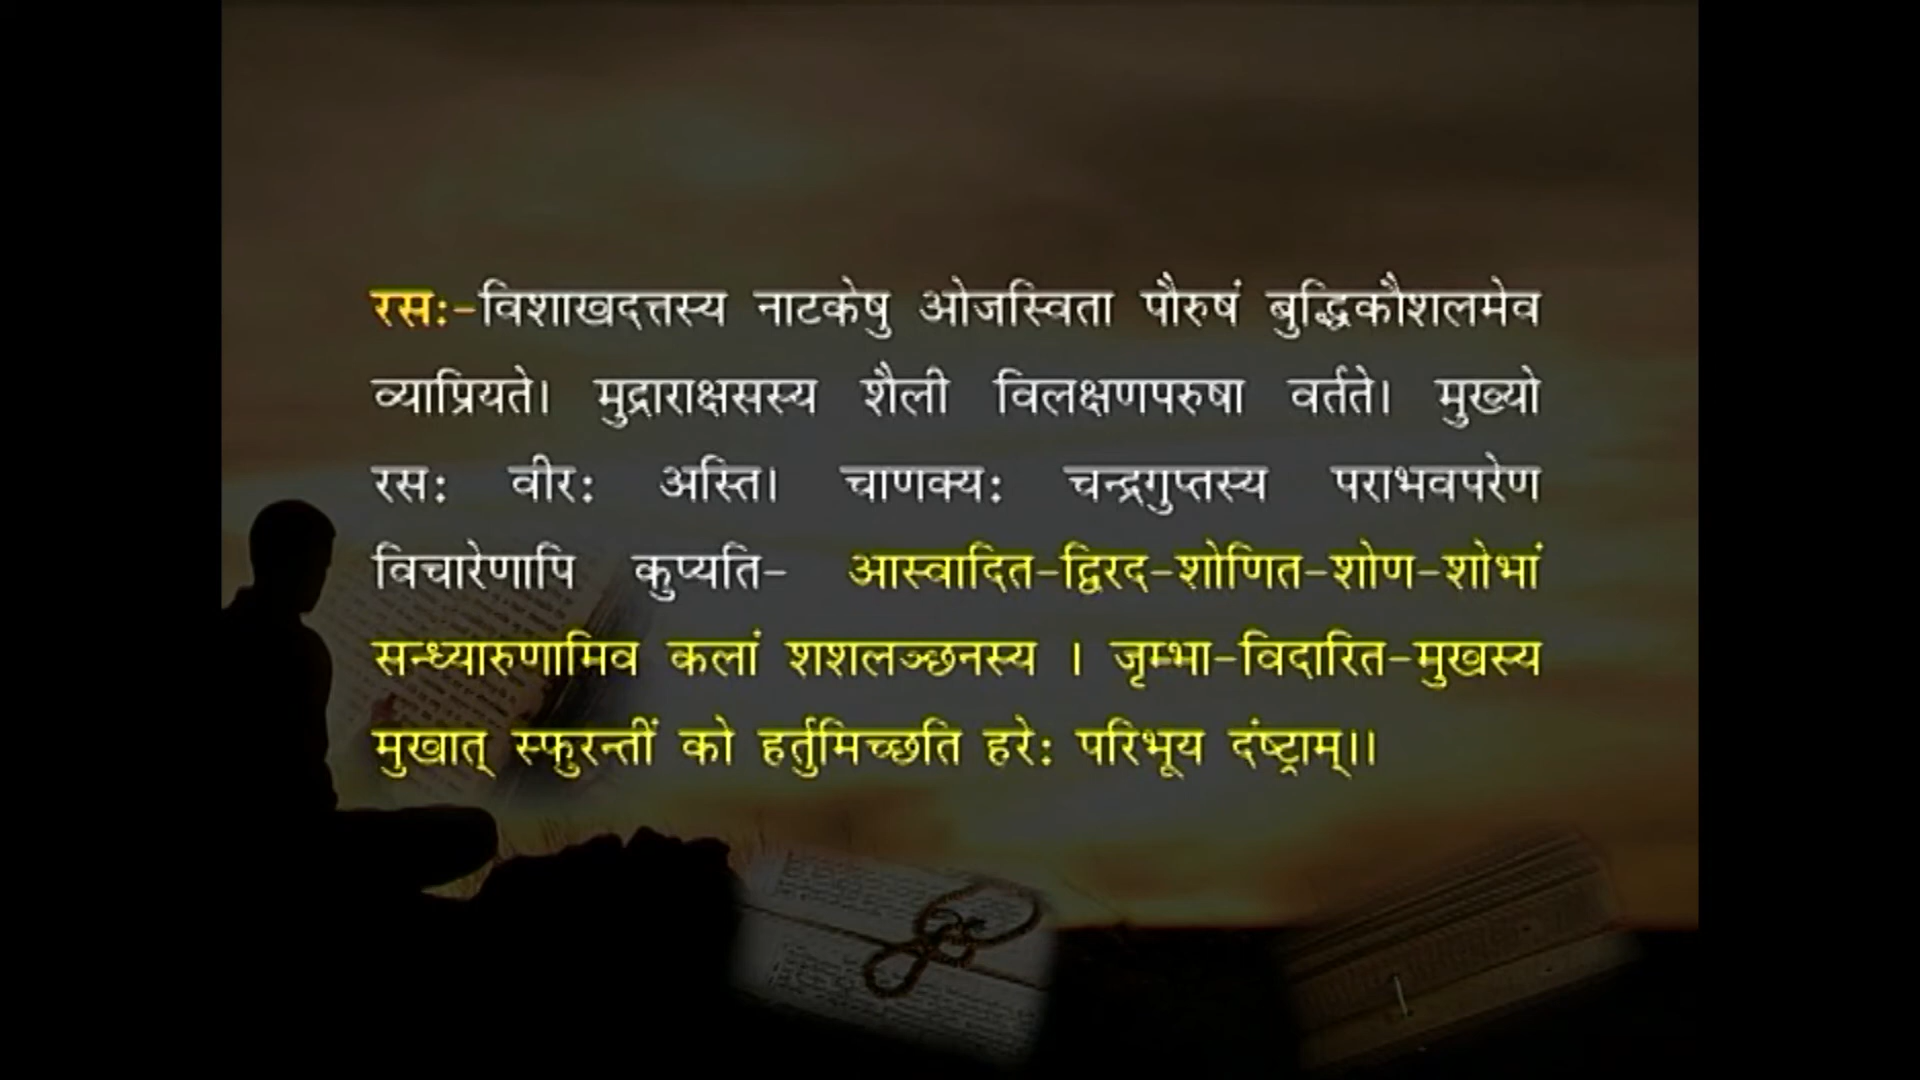 रसः-विशाखदत्तस्य नाटकेषु ओजस्विता पौरुषं बुद्धिकौशलमेव
व्याप्रियते। मुद्राराक्षसस्य शैली विलक्षणपरुषा वर्तते। मुख्यो
रसः वीरः अस्ति। चाणक्यः चन्द्रगुप्तस्य पराभवपरेण
विचारेणापि कुप्यति- आस्वादित-द्विरद-शोणित-शोण-शोभां
सन्ध्यारुणामिव कलां शशलञ्छनस्य । जृम्भा-विदारित-मुखस्य
मुखात् स्फुरन्तीं को हर्तुमिच्छति हरेः परिभूय दंष्ट्राम्।।